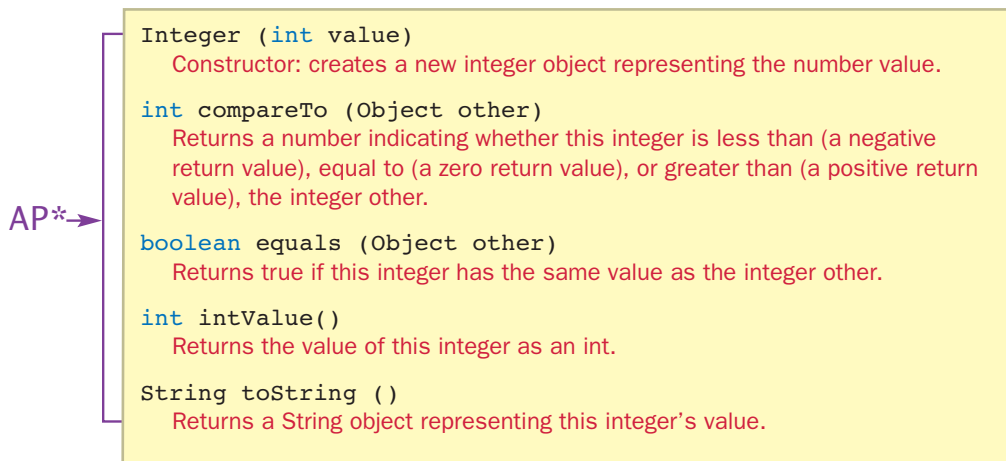 Integer (int value)
Constructor: creates a new integer object representing the number value.
int compareTo (Object other)
Returns a number indicating whether this integer is less than (a negative
return value), equal to (a zero return value), or greater than (a positive return
value), the integer other.
AP*
boolean equals (Object other)
Returns true if this integer has the same value as the integer other.
int intValue()
Returns the value of this integer as an int.
String toString ()
Returns a String object representing this integer’s value.